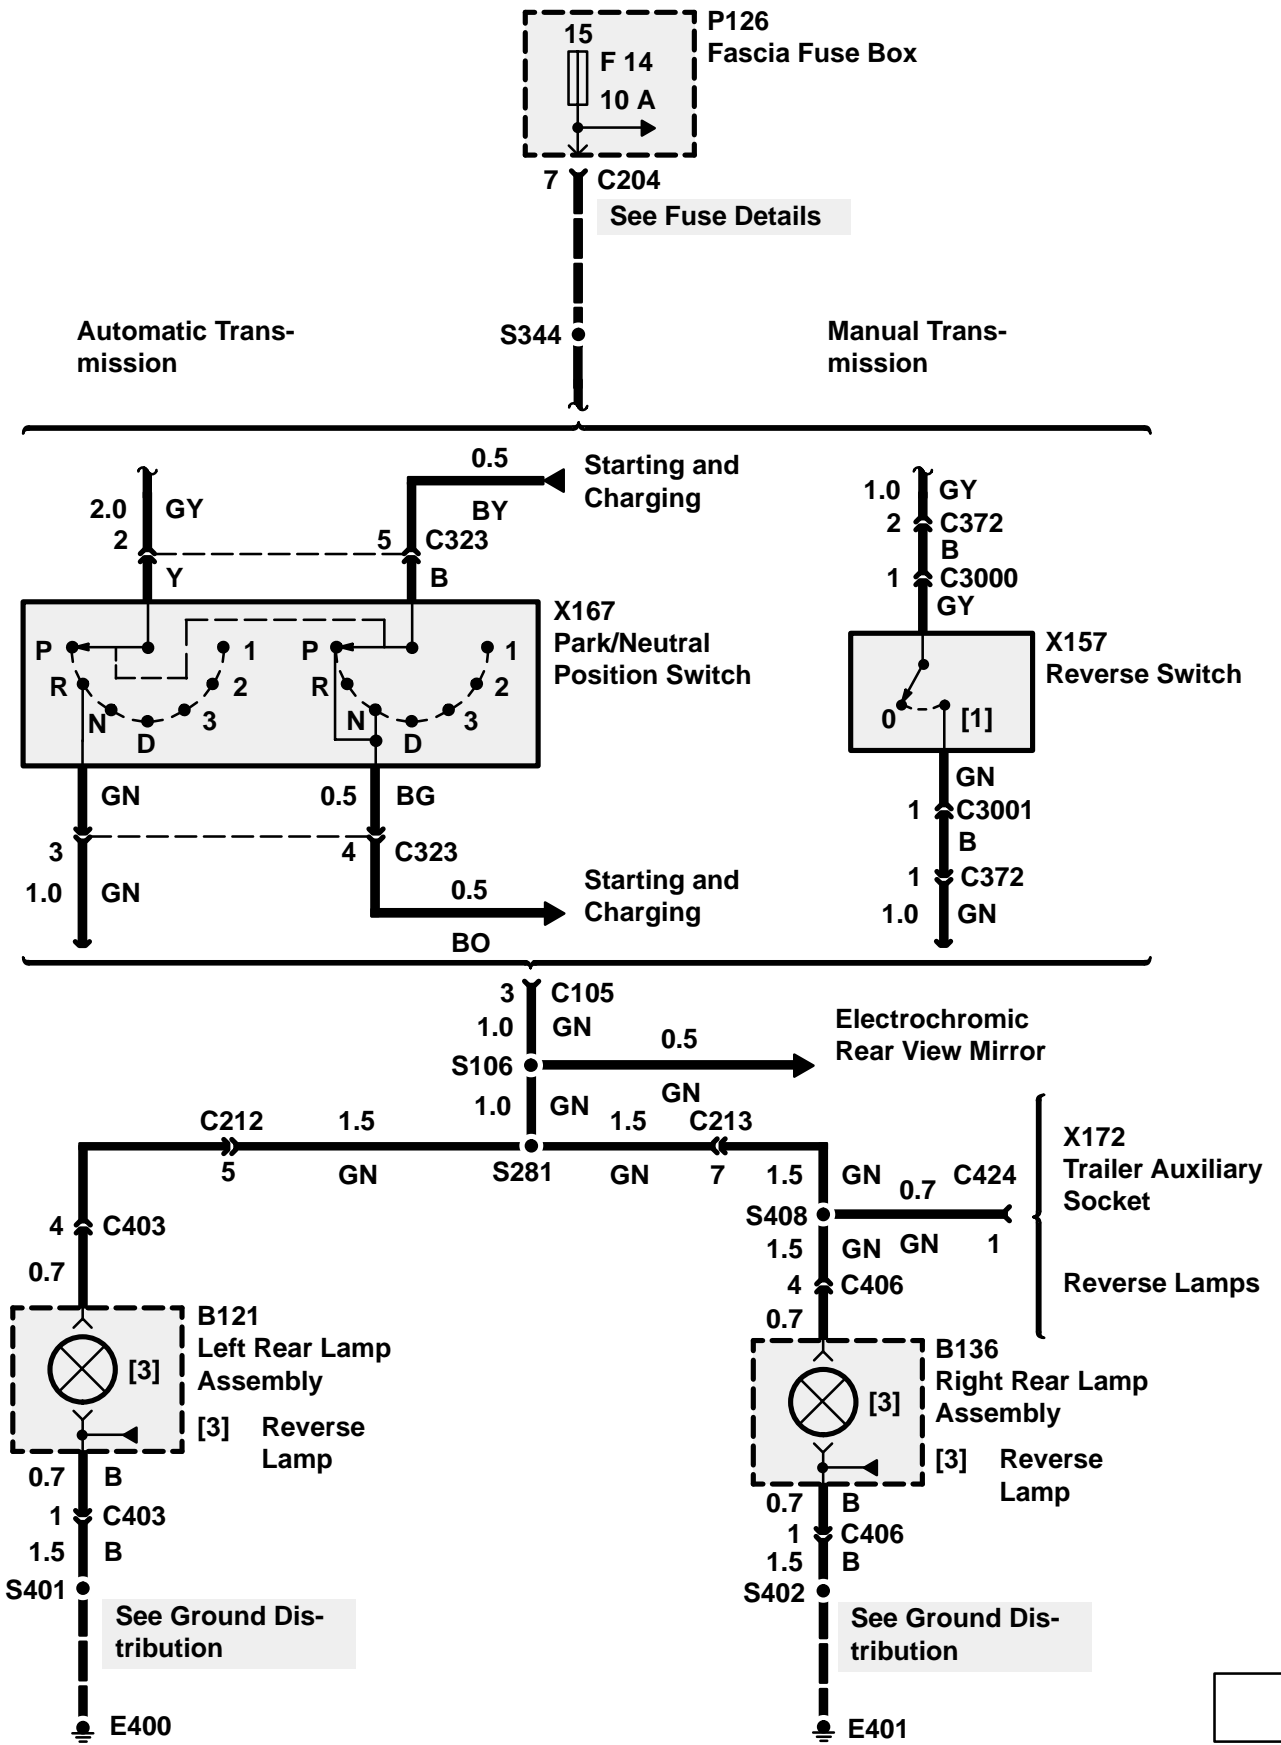 P126
Fascia Fuse Box
15
F 14
10 A
7 C204
See Fuse Details
Automatic Trans-
mission
S344
Manual Trans-
mission
0.5
BY
Starting and
Charging
2.0 GY
2
5 C323
Y
B
1.0 GY
2 C372
B
1 C3000
GY
X167
Park/Neutral
Position Switch
P
R
N
D
3
2
1
P
R
N
D
3
2
1
X157
Reverse Switch
0
[1]
GN
0.5 BG
3
4 C323
1.0 GN
0.5
BO
Starting and
Charging
GN
1 C3001
B
1 C372
1.0 GN
3 C105
1.0 GN
S106
0.5
GN
Electrochromic
Rear View Mirror
1.0 GN
C212
5
1.5
GN
S281
1.5
GN
C213
7
1.5 GN
0.7
GN
C424
1
X172
Trailer Auxiliary
Socket
Reverse Lamps
S408
1.5 GN
4 C406
0.7
4 C403
0.7
B121
Left Rear Lamp
Assembly
[3]
[3] Reverse
Lamp
B136
Right Rear Lamp
Assembly
[3]
[3] Reverse
Lamp
0.7 B
1 C403
1.5 B
S401
See Ground Dis-
tribution
E400
0.7 B
1 C406
1.5 B
S402
See Ground Dis-
tribution
E401